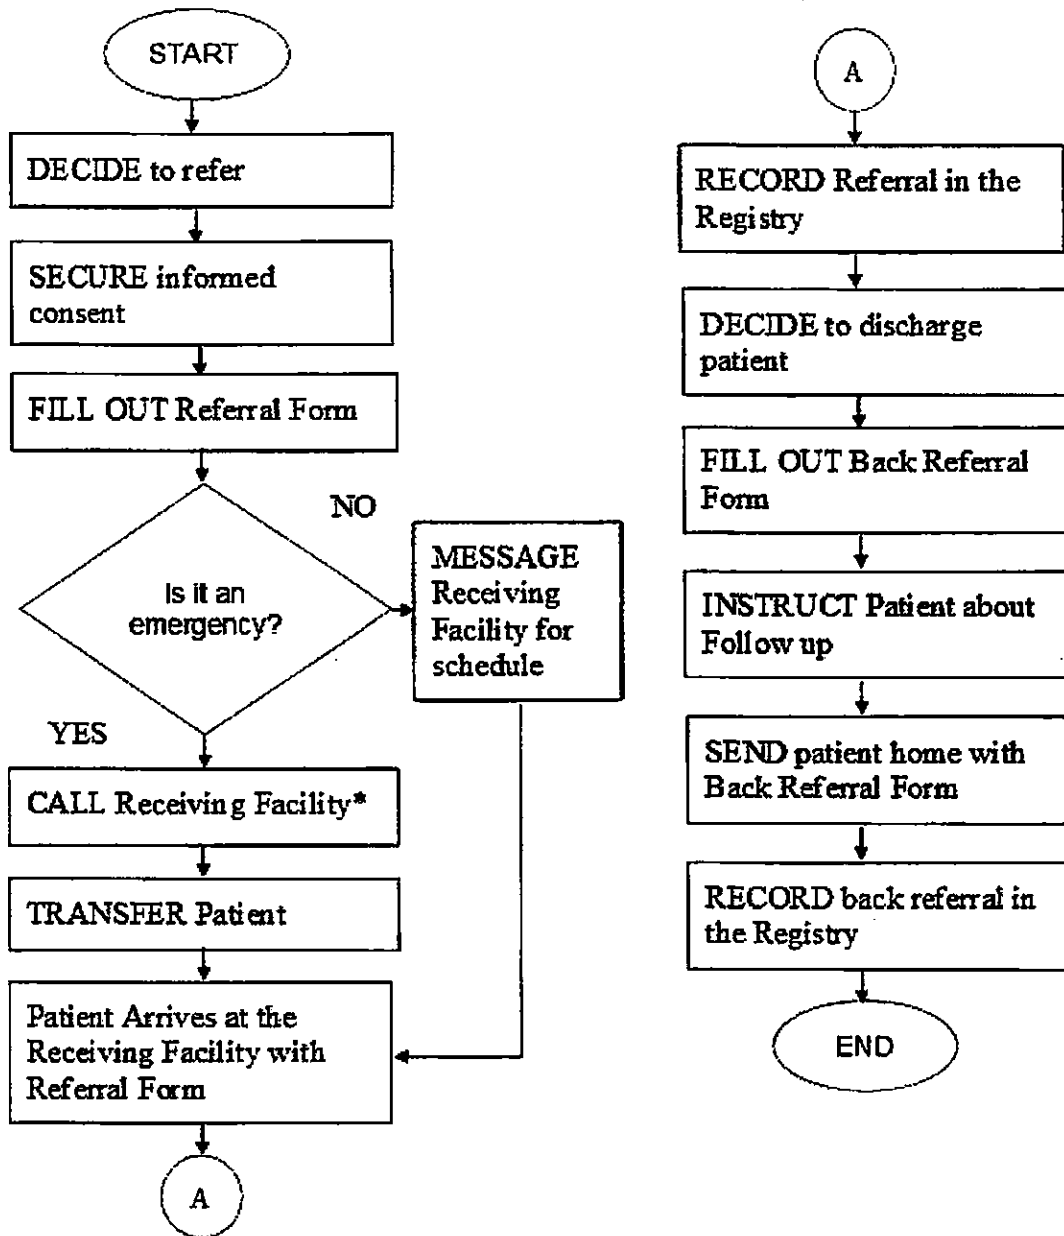 START
DECIDE to refer
SECURE informed
consent
FILL OUT Referral Form
Is it an
emergency?
NO
MESSAGE
Receiving
Facility for
schedule
YES
CALL Receiving Facility*
TRANSFER Patient
Patient Arrives at the
Receiving Facility with
Referral Form
A
A
RECORD Referral in the
Registry
DECIDE to discharge
patient
FILL OUT Back Referral
Form
INSTRUCT Patient about
Follow up
SEND patient home with
Back Referral Form
RECORD back referral in
the Registry
END